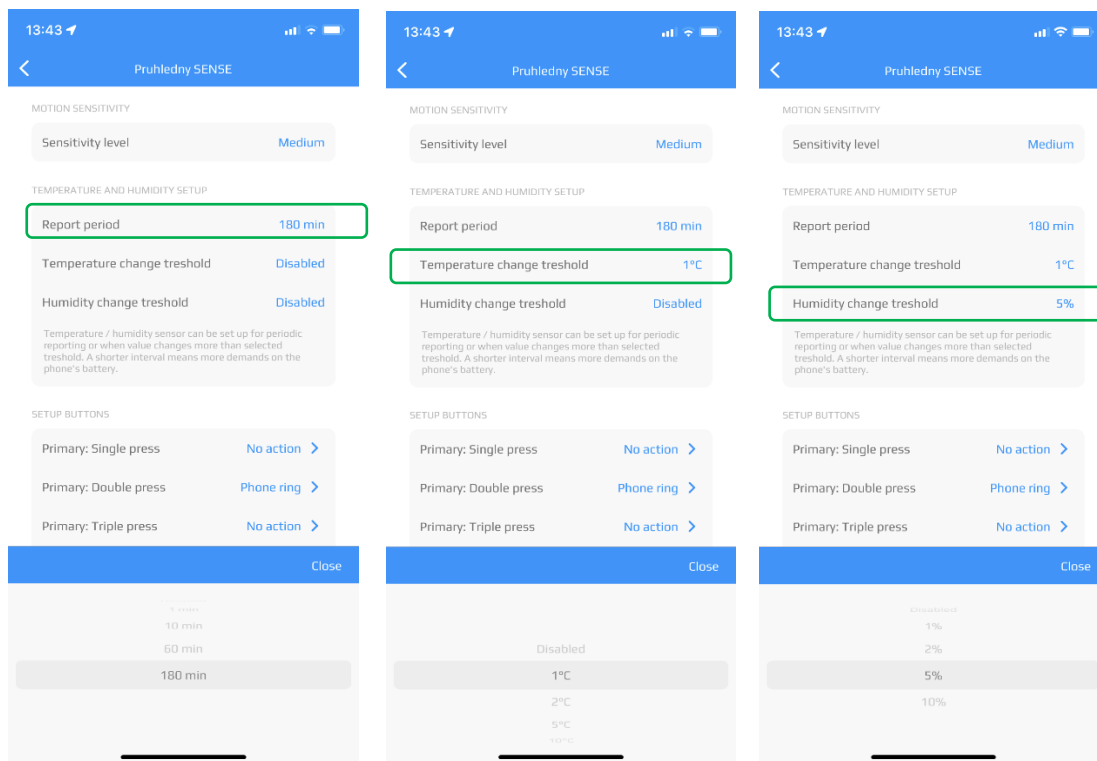 13:43
Pruhledny SENSE
MOTION SENSITIVITY
Sensitivity level Medium
TEMPERATURE AND HUMIDITY SETUP
Report period 180 min
Temperature change treshold Disabled
Humidity change treshold Disabled
Temperature / humidity sensor can be set up for periodic
reporting or when value changes more than selected
treshold. A shorter interval means more demands on the
phone's battery.
SETUP BUTTONS
Primary: Single press No action
Primary: Double press Phone ring
Primary: Triple press No action
Close
10 min
60 min
180 min
13:43
Pruhledny SENSE
MOTION SENSITIVITY
Sensitivity level Medium
TEMPERATURE AND HUMIDITY SETUP
Report period 180 min
Temperature change treshold 1°C
Humidity change treshold Disabled
Temperature / humidity sensor can be set up for periodic
reporting or when value changes more than selected
treshold. A shorter interval means more demands on the
phone's battery.
SETUP BUTTONS
Primary: Single press No action
Primary: Double press Phone ring
Primary: Triple press No action
Close
Disabled
1°C
2°C
5°C
10°C
13:43
Pruhledny SENSE
MOTION SENSITIVITY
Sensitivity level Medium
TEMPERATURE AND HUMIDITY SETUP
Report period 180 min
Temperature change treshold 1°C
Humidity change treshold 5%
Temperature / humidity sensor can be set up for periodic
reporting or when value changes more than selected
treshold. A shorter interval means more demands on the
phone's battery.
SETUP BUTTONS
Primary: Single press No action
Primary: Double press Phone ring
Primary: Triple press No action
Close
Disabled
1%
2%
5%
10%